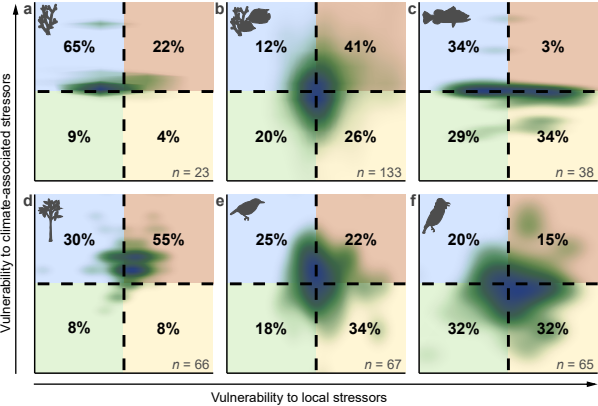 Vulnerability to climate-associated stressors
a
65%
22%
9%
4%
n = 23
b
12%
41%
20%
26%
n = 133
c
34%
3%
29%
34%
n = 38
d
30%
55%
8%
8%
n = 66
e
25%
22%
18%
34%
n = 67
f
20%
15%
32%
32%
n = 65
Vulnerability to local stressors